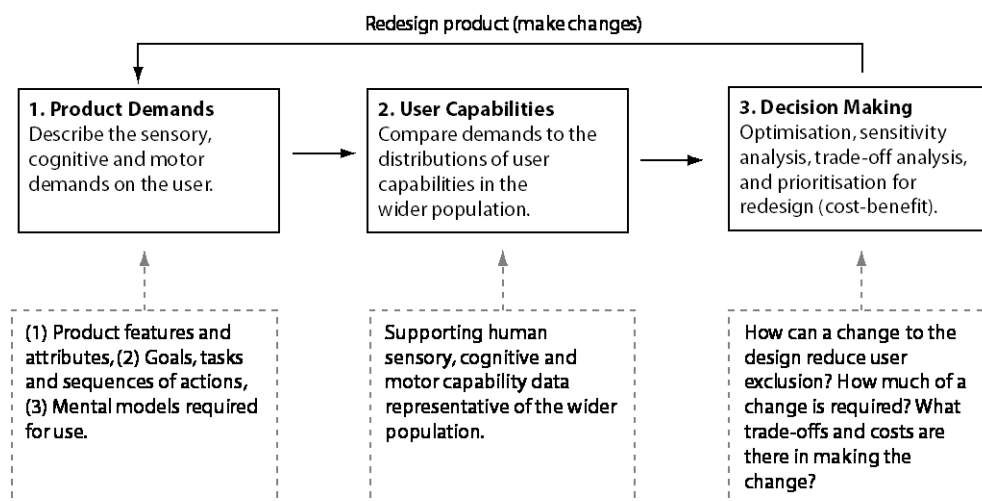 Redesign product (make changes)
1. Product Demands
Describe the sensory,
cognitive and motor
demands on the user.
2. User Capabilities
Compare demands to the
distributions of user
capabilities in the
wider population.
3. Decision Making
Optimisation, sensitivity
analysis, trade-off analysis,
and prioritisation for
redesign (cost-benefit).
(1) Product features and
attributes, (2) Goals, tasks
and sequences of actions,
(3) Mental models required
for use.
Supporting human
sensory, cognitive and
motor capability data
representative of the wider
population.
How can a change to the
design reduce user
exclusion? How much of a
change is required? What
trade-offs and costs are
there in making the
change?